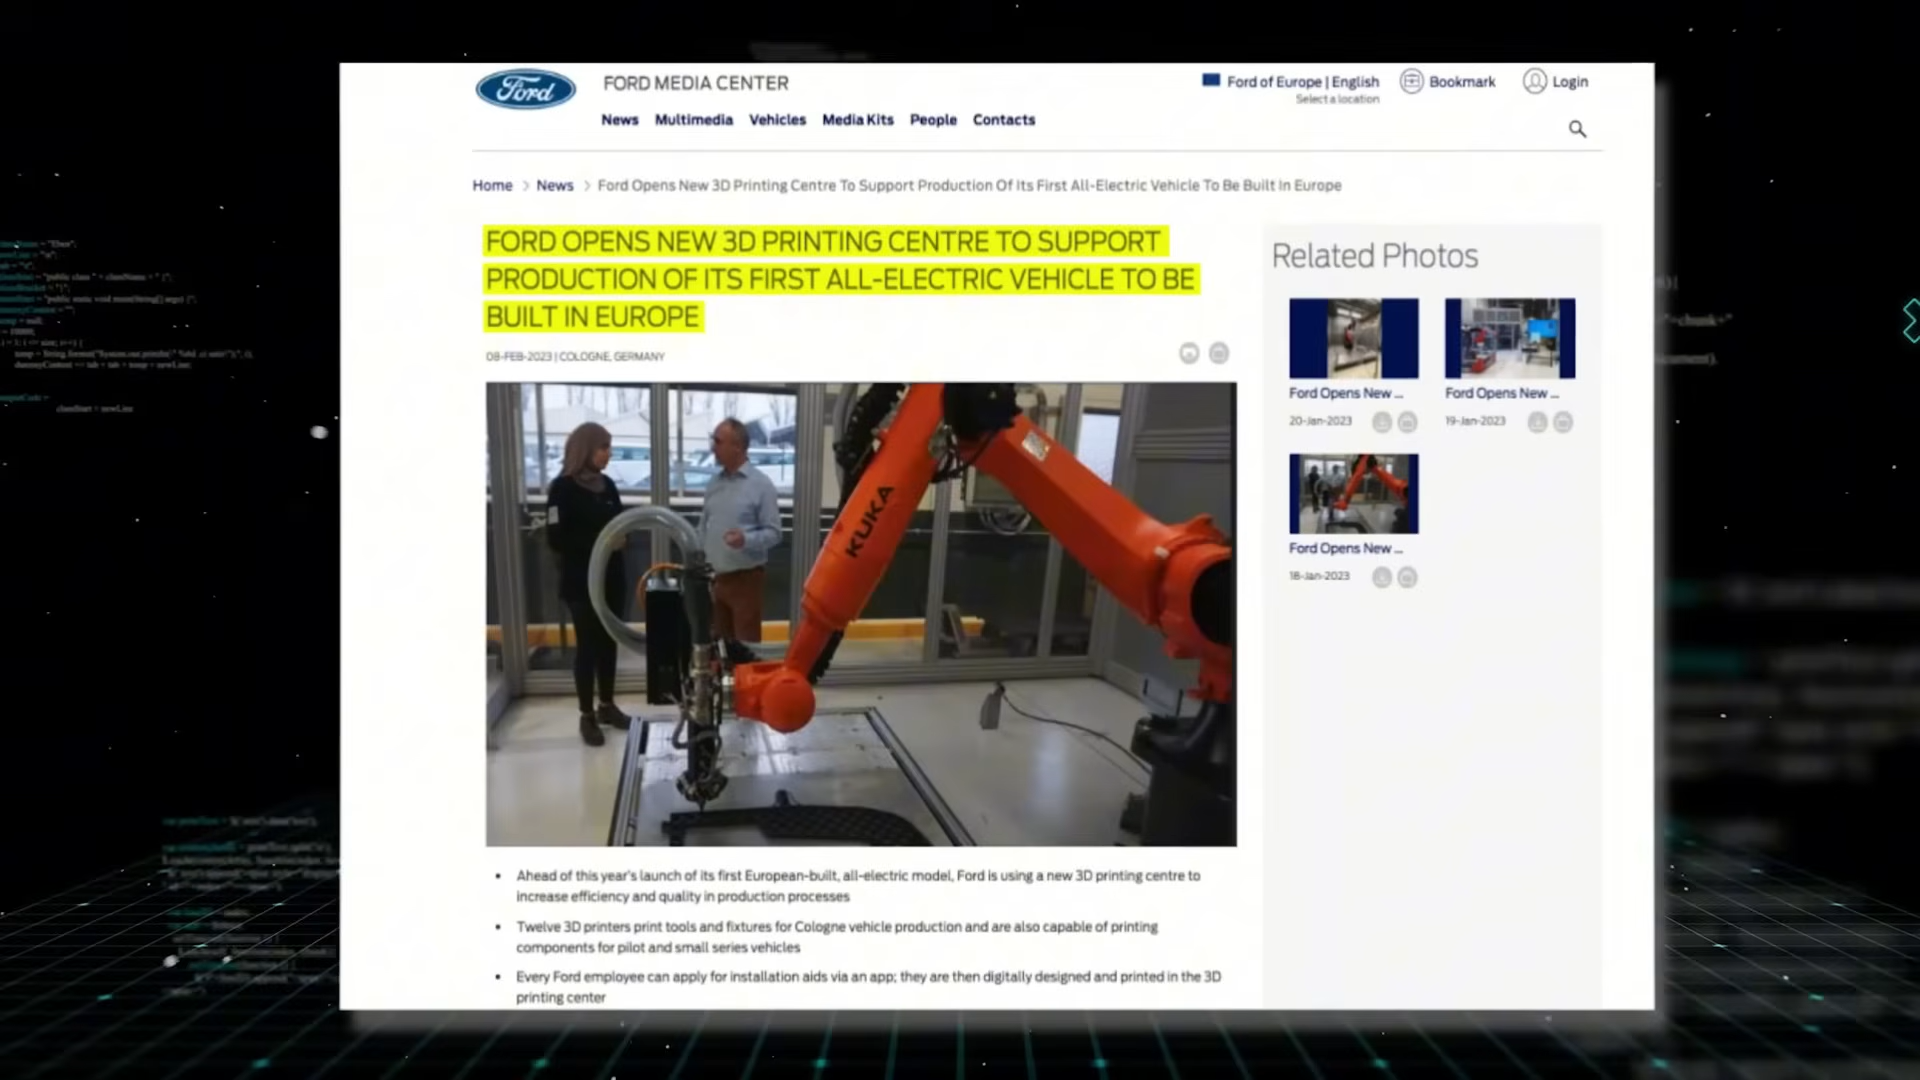 Ford
FORD MEDIA CENTER
Ford of Europe | English
Select a location
Bookmark
Login
News Multimedia Vehicles Media Kits People Contacts
Home > News > Ford Opens New 3D Printing Centre To Support Production Of Its First All-Electric Vehicle To Be Built In Europe
FORD OPENS NEW 3D PRINTING CENTRE TO SUPPORT
PRODUCTION OF ITS FIRST ALL-ELECTRIC VEHICLE TO BE
BUILT IN EUROPE
08-FEB-2023 | COLOGNE, GERMANY
KUKA
• Ahead of this year's launch of its first European-built, all-electric model, Ford is using a new 3D printing centre to
increase efficiency and quality in production processes
• Twelve 3D printers print tools and fixtures for Cologne vehicle production and are also capable of printing
components for pilot and small series vehicles
• Every Ford employee can apply for installation aids via an app; they are then digitally designed and printed in the 3D
printing center
Related Photos
Ford Opens New ...
20-Jan-2023
Ford Opens New ...
19-Jan-2023
Ford Opens New ...
18-Jan-2023